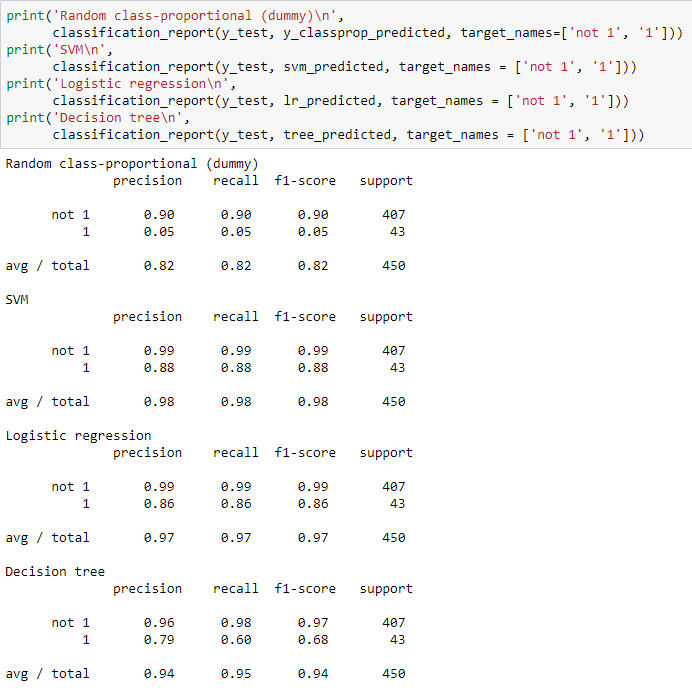 print('Random class-proportional (dummy)\n',
      classification_report(y_test, y_classprop_predicted, target_names=['not 1', '1']))
print('SVM\n',
      classification_report(y_test, svm_predicted, target_names = ['not 1', '1']))
print('Logistic regression\n',
      classification_report(y_test, lr_predicted, target_names = ['not 1', '1']))
print('Decision tree\n',
      classification_report(y_test, tree_predicted, target_names = ['not 1', '1']))
Random class-proportional (dummy)
              precision    recall  f1-score   support

      not 1       0.90      0.90      0.90       407
          1       0.05      0.05      0.05        43

avg / total       0.82      0.82      0.82       450

SVM
              precision    recall  f1-score   support

      not 1       0.99      0.99      0.99       407
          1       0.88      0.88      0.88        43

avg / total       0.98      0.98      0.98       450

Logistic regression
              precision    recall  f1-score   support

      not 1       0.99      0.99      0.99       407
          1       0.86      0.86      0.86        43

avg / total       0.97      0.97      0.97       450

Decision tree
              precision    recall  f1-score   support

      not 1       0.96      0.98      0.97       407
          1       0.79      0.60      0.68        43

avg / total       0.94      0.95      0.94       450